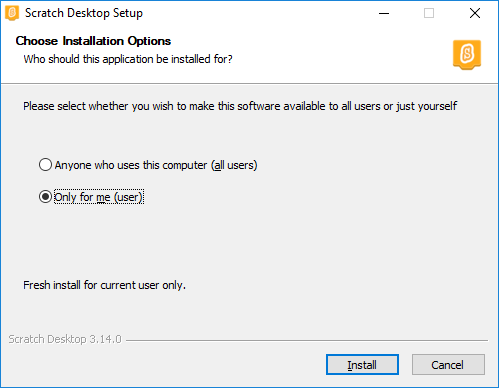 Scratch Desktop Setup
Choose Installation Options
Who should this application be installed for?
Please select whether you wish to make this software available to all users or just yourself
Anyone who uses this computer (all users)
Only for me (user)
Fresh install for current user only.
Scratch Desktop 3.14.0
Install
Cancel